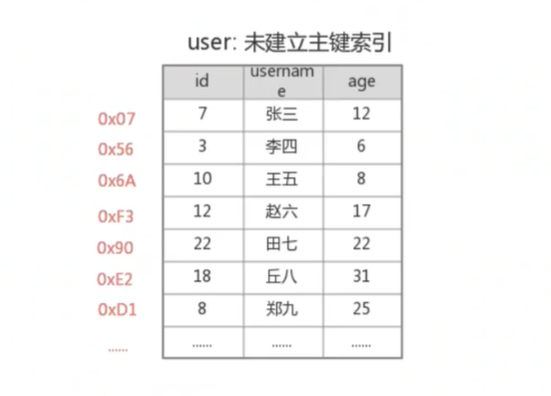 user: 未建立主键索引
id usernam e age
0x07 7 张三 12
0x56 3 李四 6
0x6A 10 王五 8
0xF3 12 赵六 17
0x90 22 田七 22
0xE2 18 丘八 31
0xD1 8 郑九 25
...... ...... ...... ......